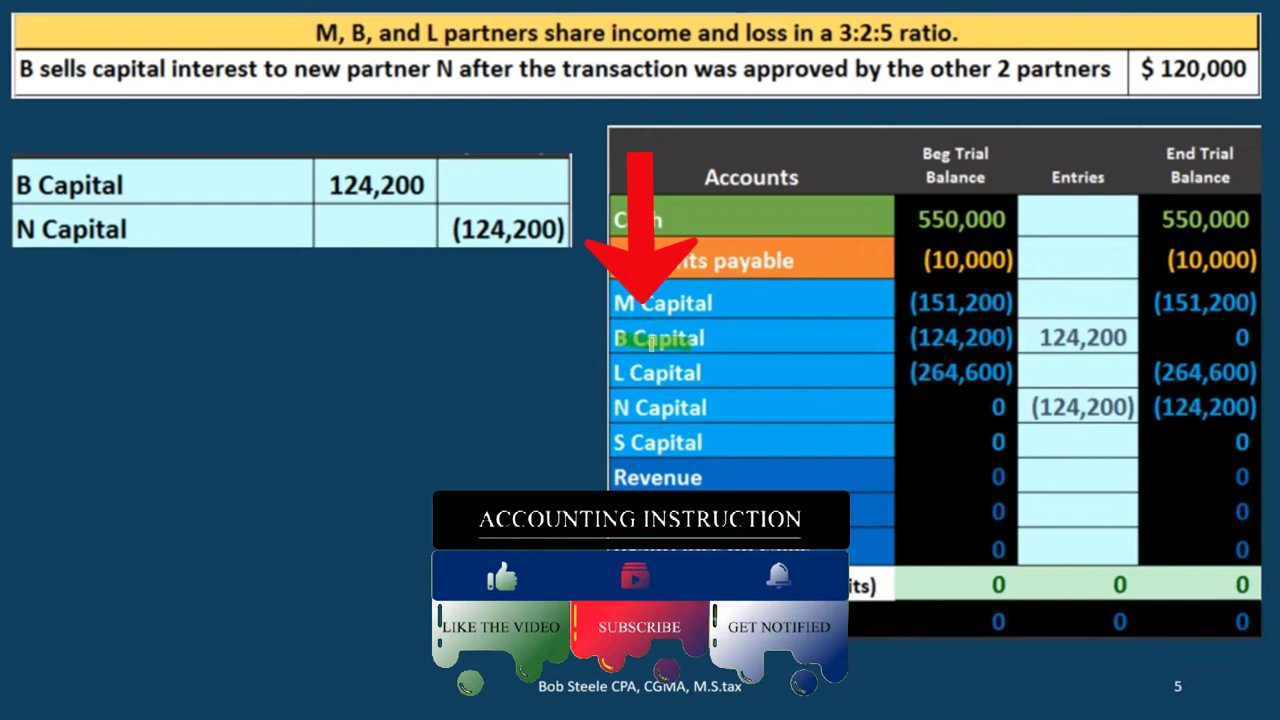 M, B, and L partners share income and loss in a 3:2:5 ratio.
B sells capital interest to new partner N after the transaction was approved by the other 2 partners $ 120,000
B Capital 124,200
N Capital (124,200)
Accounts Beg Trial Balance Entries End Trial Balance
550,000 550,000
payable (10,000) (10,000)
M Capital (151,200) (151,200)
B Capital (124,200) 124,200 0
L Capital (264,600) (264,600)
N Capital 0 (124,200) (124,200)
S Capital 0 0
Revenue 0 0
0 0
0 0
0 0 0
0 0 0
ACCOUNTING INSTRUCTION
LIKE THE VIDEO SUBSCRIBE GET NOTIFIED
Bob Steele CPA, CGMA, M.S.tax 5